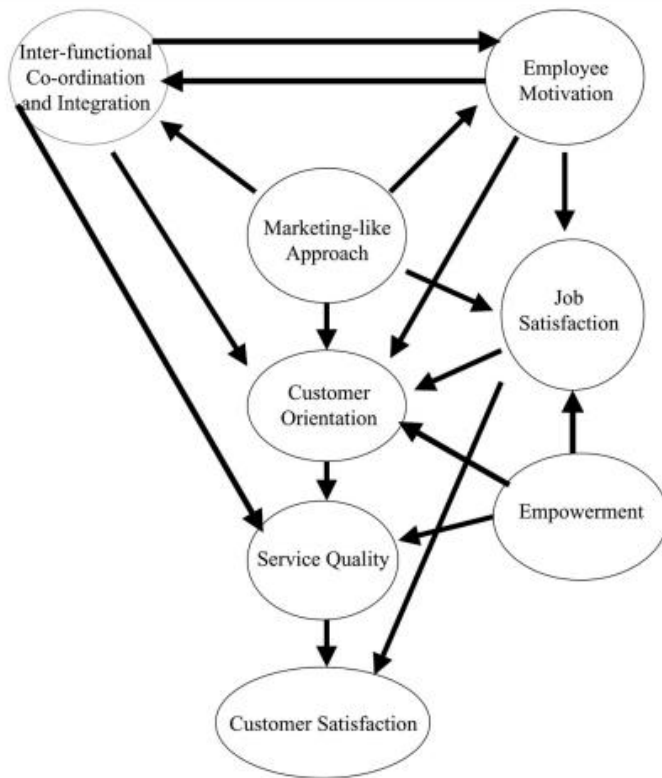 Inter-functional
Co-ordination
and Integration
Employee
Motivation
Marketing-like
Approach
Job
Satisfaction
Customer
Orientation
Empowerment
Service Quality
Customer Satisfaction